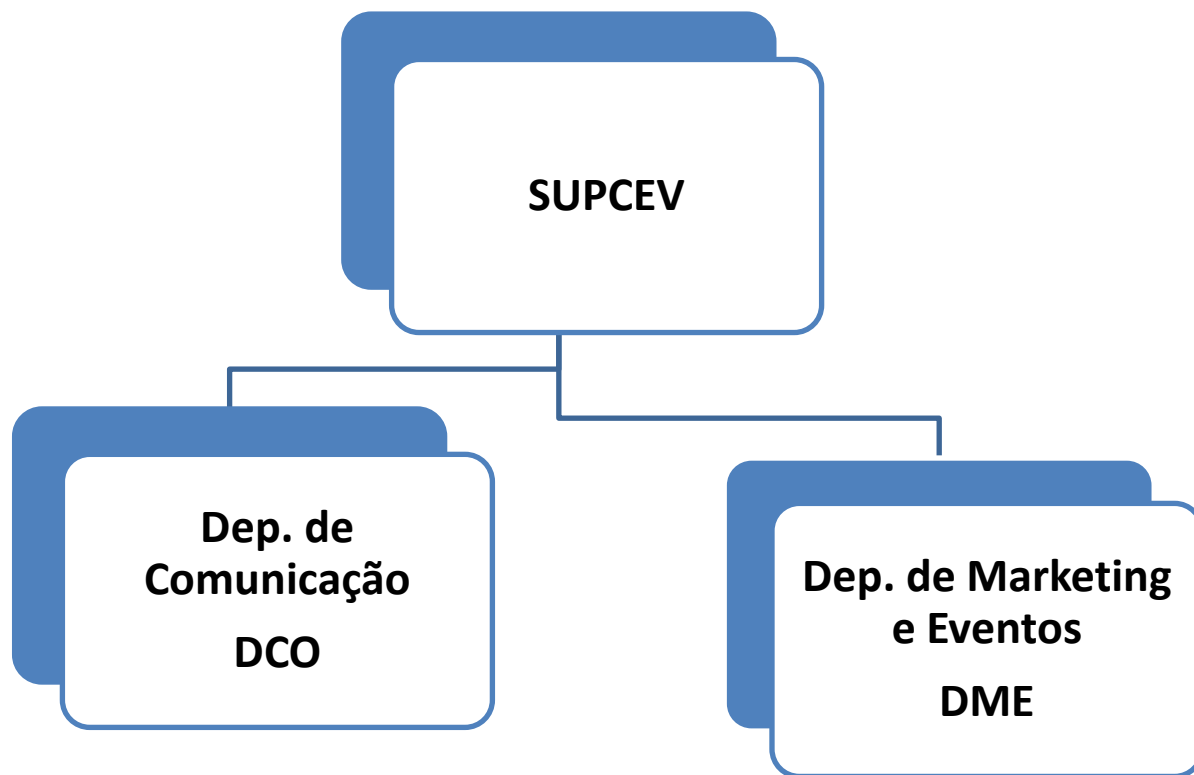 SUPCEV
Dep. de
Comunicação
DCO
Dep. de Marketing
e Eventos
DME